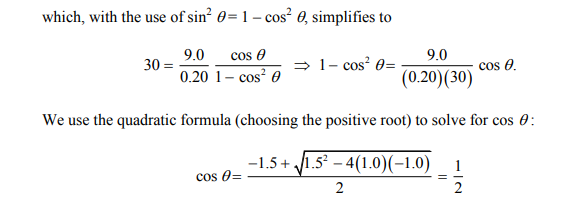 which, with the use of sin² θ= 1 – cos² θ, simplifies to
30 = 9.0/0.20 cos θ/(1 – cos² θ) ⇒ 1 – cos² θ= 9.0/((0.20)(30)) cos θ.
We use the quadratic formula (choosing the positive root) to solve for cos θ :
cos θ= (–1.5 + √(1.5² – 4(1.0)(–1.0)))/2 = 1/2